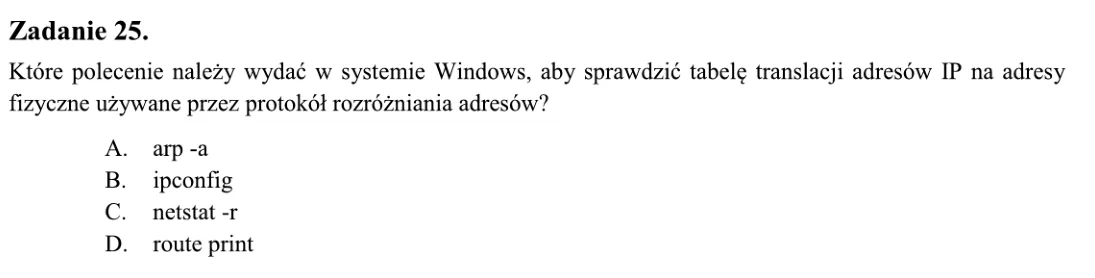 Zadanie 25.
Które polecenie należy wydać w systemie Windows, aby sprawdzić tabelę translacji adresów IP na adresy
fizyczne używane przez protokół rozróżniania adresów?
A. arp -a
B. ipconfig
C. netstat -r
D. route print